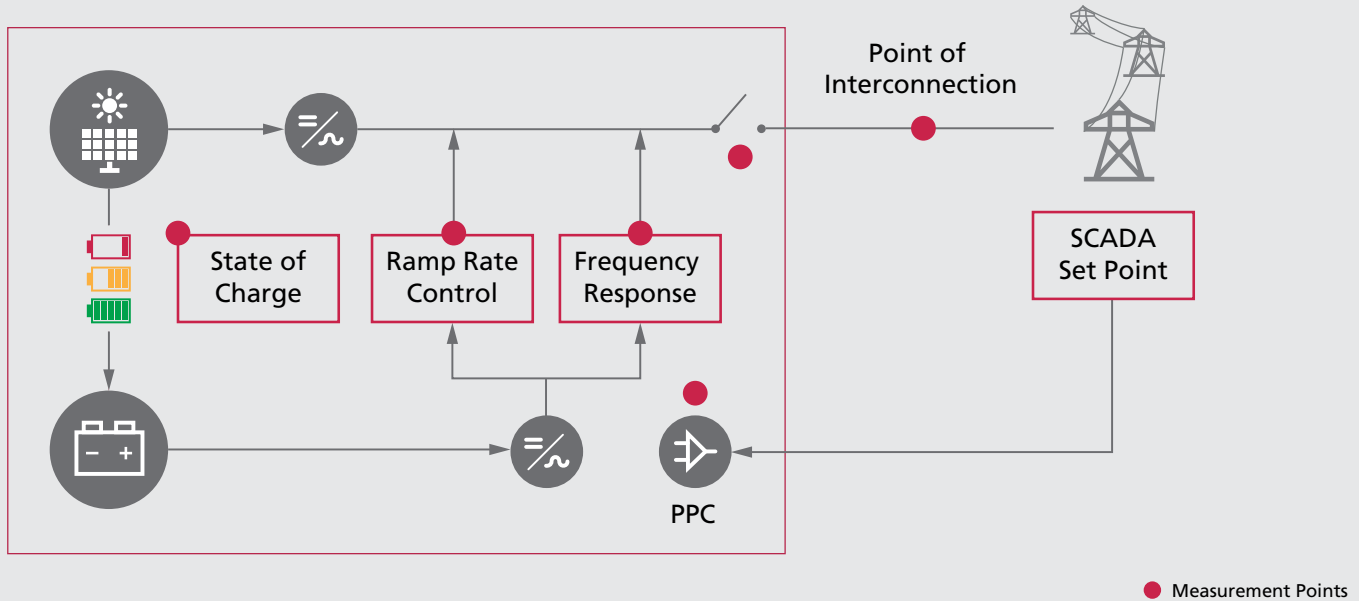 Point of
Interconnection
State of
Charge
Ramp Rate
Control
Frequency
Response
SCADA
Set Point
PPC
Measurement Points